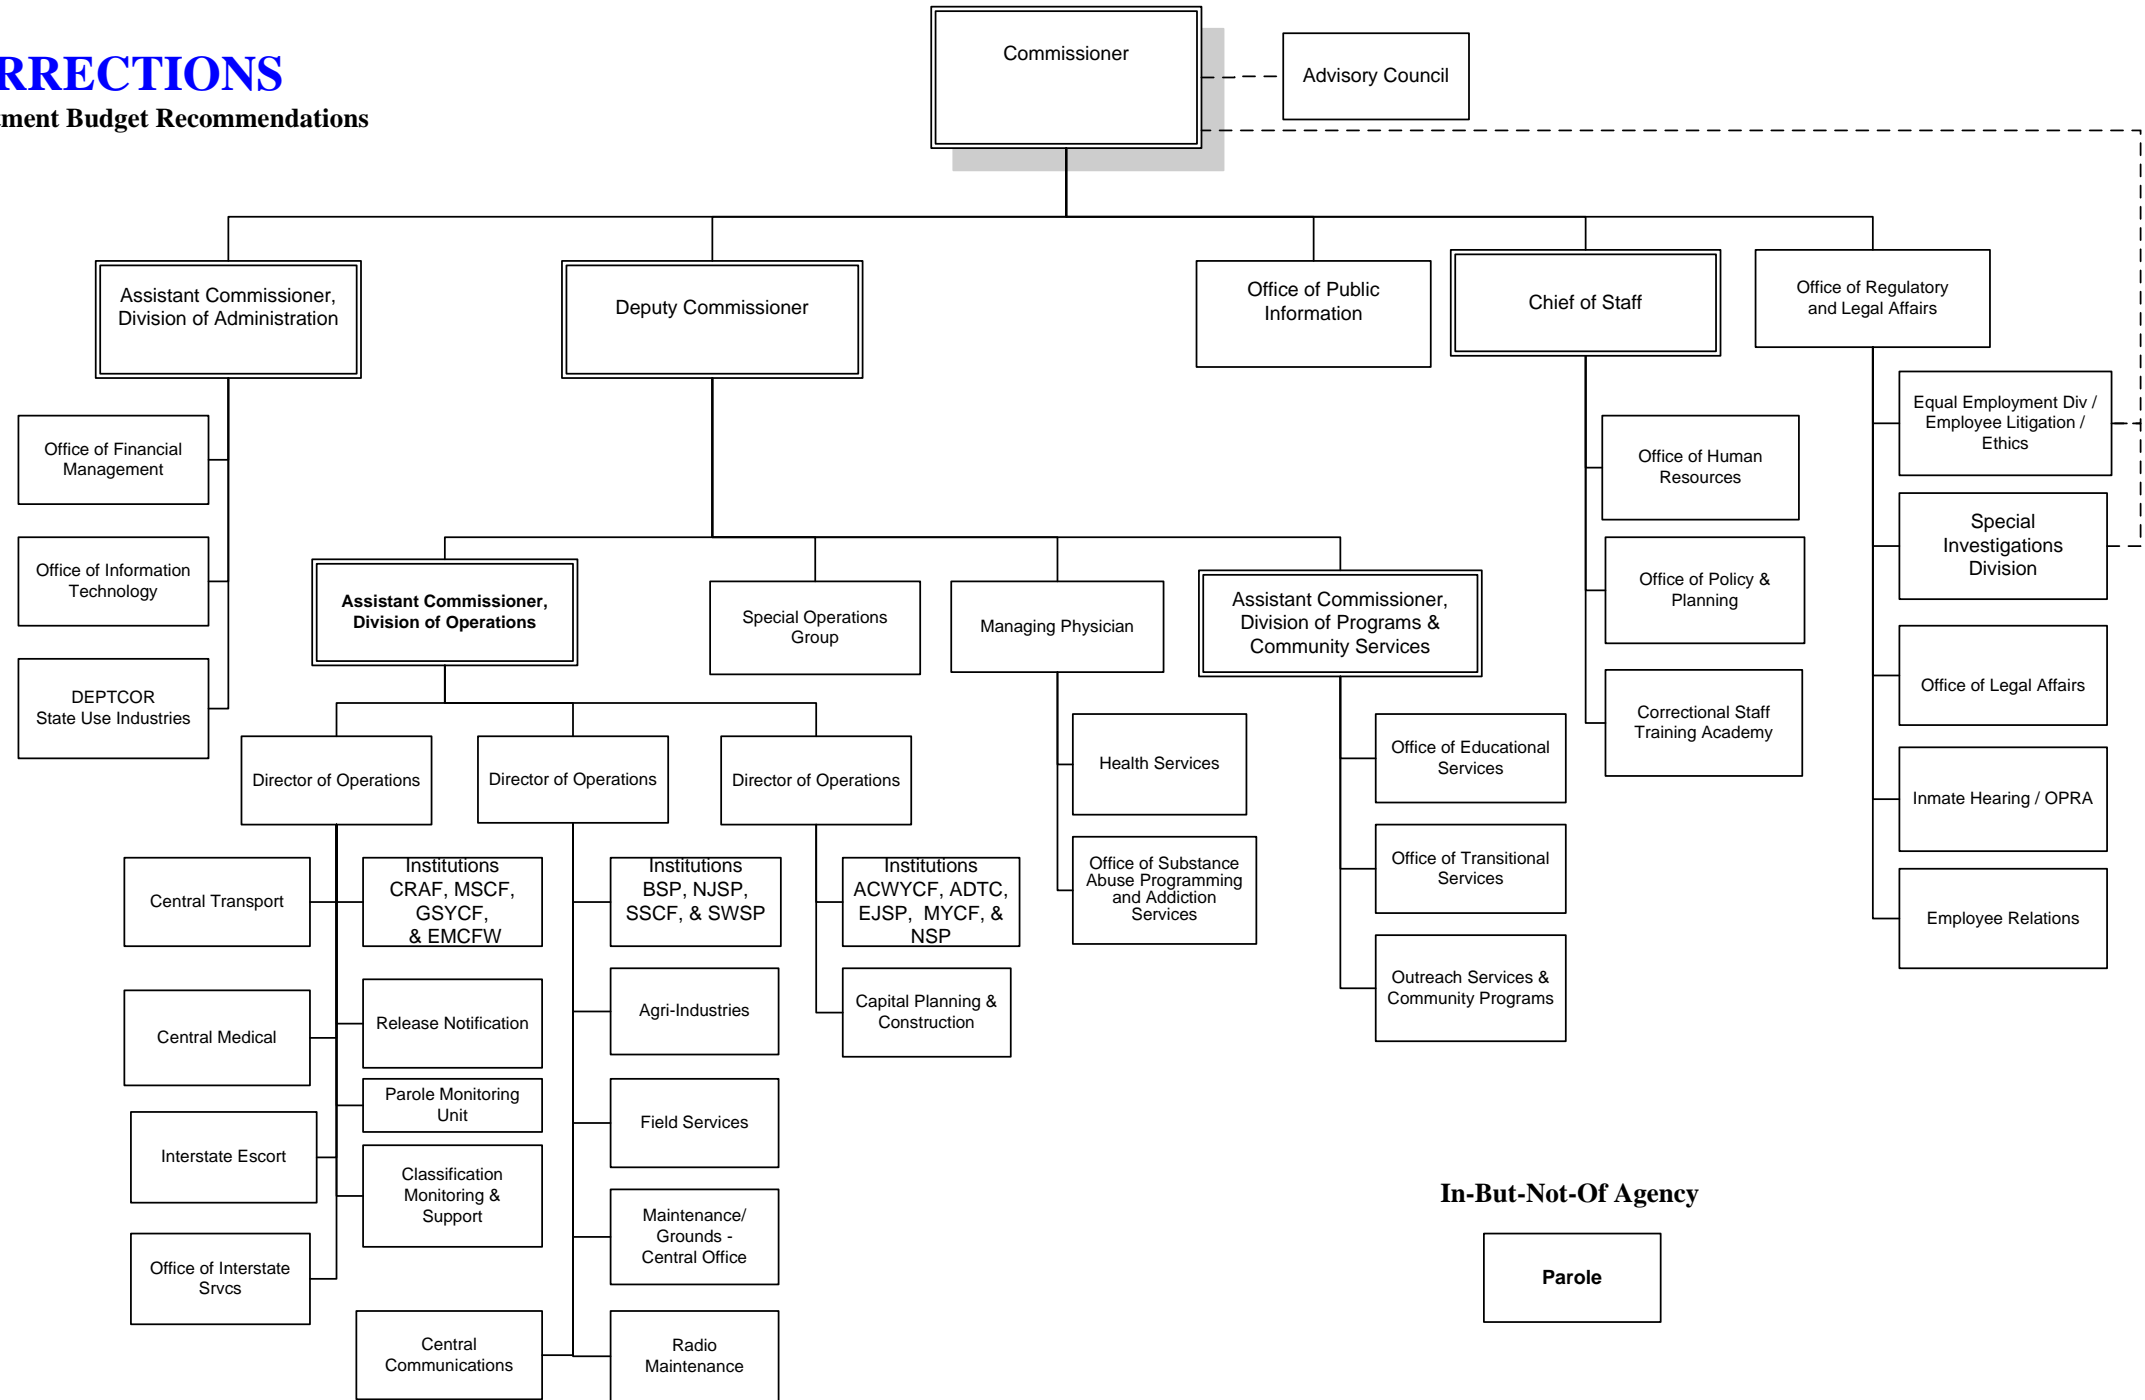 Commissioner
Advisory Council
RRECTIONS
tment Budget Recommendations
Assistant Commissioner,
Division of Administration
Deputy Commissioner
Office of Public
Information
Chief of Staff
Office of Regulatory
and Legal Affairs
Office of Financial
Management
Office of Information
Technology
DEPTCOR
State Use Industries
Office of Human
Resources
Office of Policy &
Planning
Correctional Staff
Training Academy
Equal Employment Div /
Employee Litigation /
Ethics
Special
Investigations
Division
Office of Legal Affairs
Inmate Hearing / OPRA
Employee Relations
Assistant Commissioner,
Division of Operations
Special Operations
Group
Managing Physician
Assistant Commissioner,
Division of Programs &
Community Services
Director of Operations
Director of Operations
Director of Operations
Health Services
Office of Substance
Abuse Programming
and Addiction
Services
Office of Educational
Services
Office of Transitional
Services
Outreach Services &
Community Programs
Central Transport
Central Medical
Interstate Escort
Office of Interstate
Srvcs
Institutions
CRAF, MSCF,
GSYCF,
& EMCFW
Release Notification
Parole Monitoring
Unit
Classification
Monitoring &
Support
Central
Communications
Institutions
BSP, NJSP,
SSCF, & SWSP
Agri-Industries
Field Services
Maintenance/
Grounds -
Central Office
Radio
Maintenance
Institutions
ACWYCF, ADTC,
EJSP, MYCF, &
NSP
Capital Planning &
Construction
In-But-Not-Of Agency
Parole